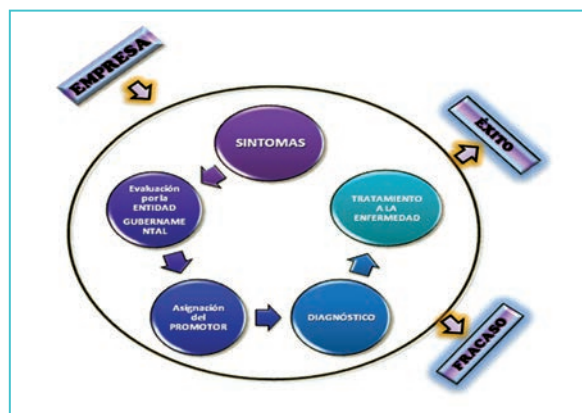 EMPRESA
SINTOMAS
Evaluación
por la
ENTIDAD
GUBERNAME
NTAL
Asignación
del
PROMOTOR
DIAGNÓSTICO
TRATAMIENTO
A LA
ENFERMEDAD
ÉXITO
FRACASO